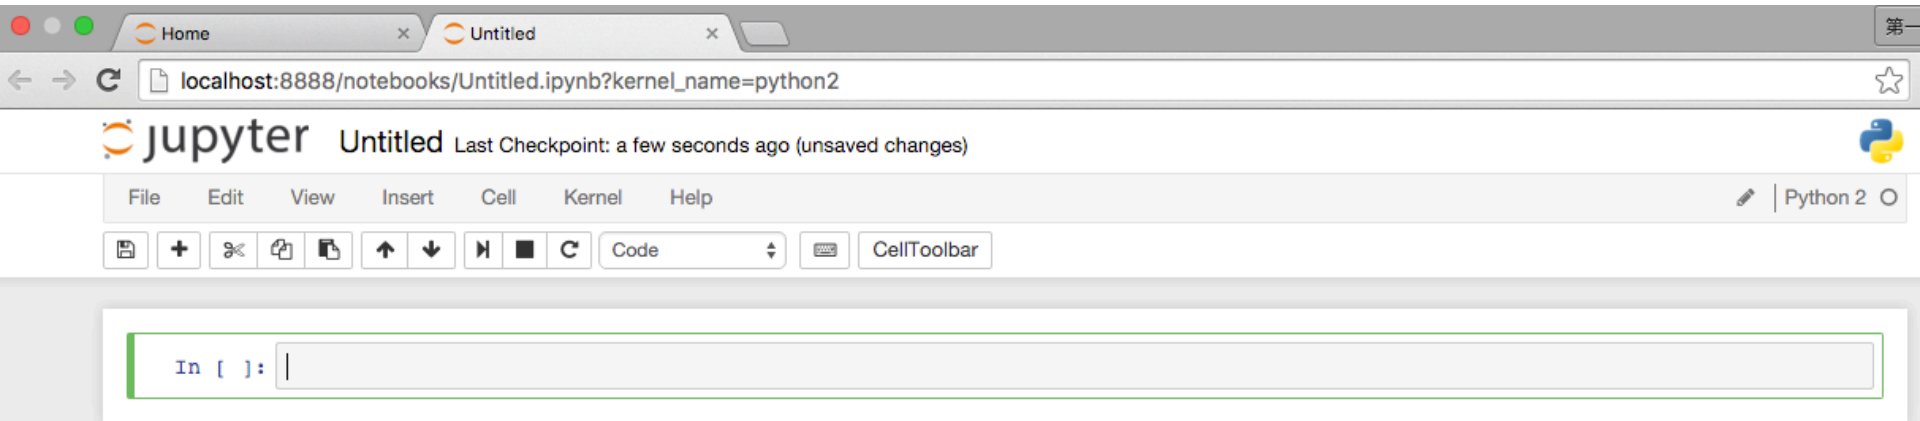 Home × Untitled × 第一
localhost:8888/notebooks/Untitled.ipynb?kernel_name=python2
jupyter Untitled Last Checkpoint: a few seconds ago (unsaved changes)
File Edit View Insert Cell Kernel Help Python 2
Code CellToolbar
In [ ]: